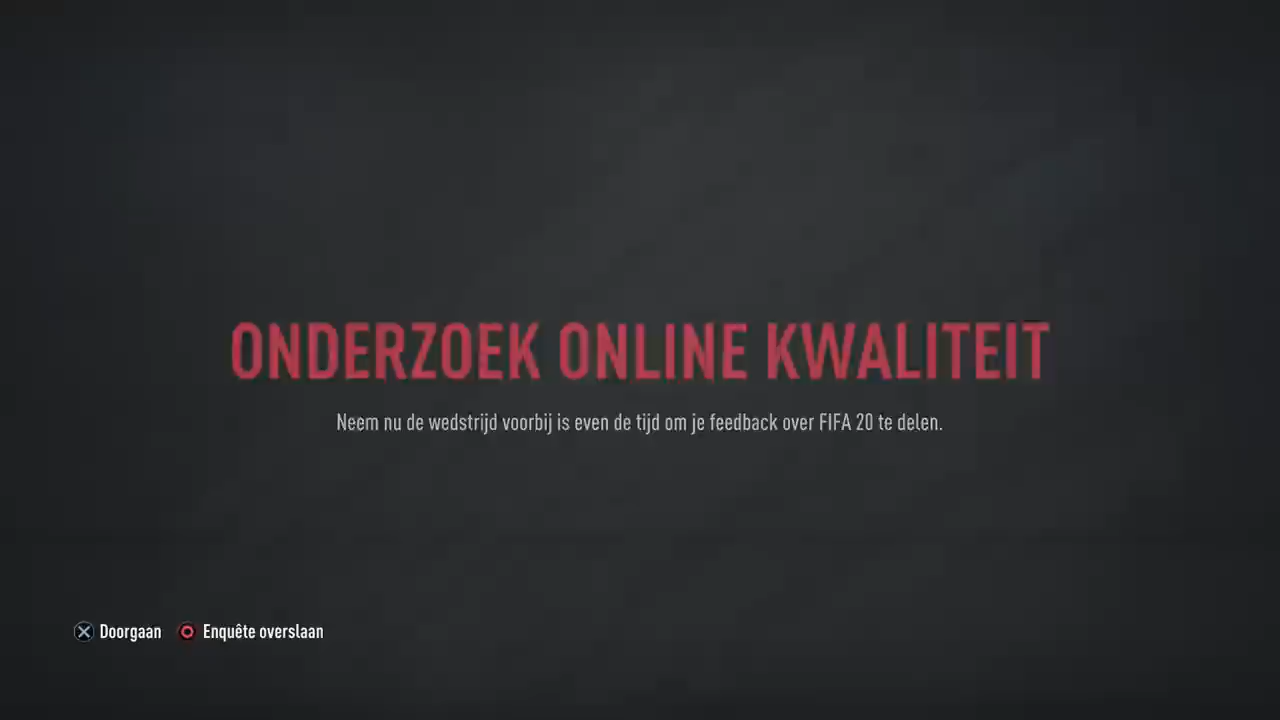 ONDERZOEK ONLINE KWALITEIT
Neem nu de wedstrijd voorbij is even de tijd om je feedback over FIFA 20 te delen.
Doorgaan Enquête overslaan